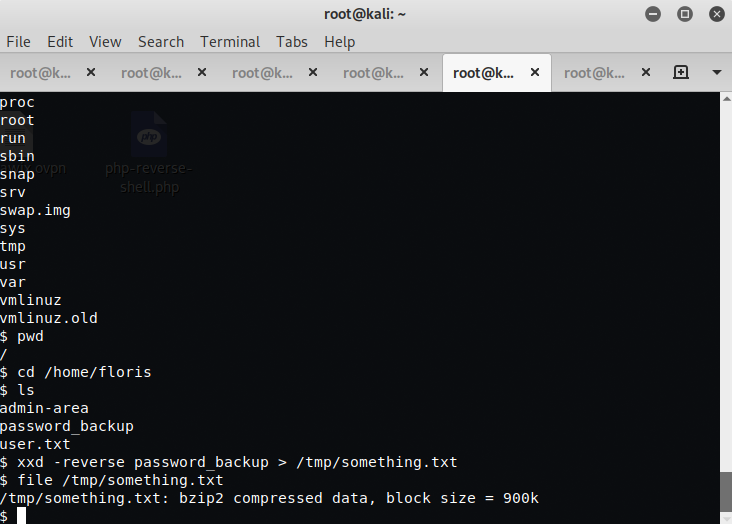 root@kali: ~
File Edit View Search Terminal Tabs Help
root@k... root@k... root@k... root@k... root@k... root@k...
proc
root
run
sbin
snap
srv
swap.img
sys
tmp
usr
var
vmlinuz
vmlinuz.old
$ pwd
/
$ cd /home/floris
$ ls
admin-area
password_backup
user.txt
$ xxd -reverse password_backup > /tmp/something.txt
$ file /tmp/something.txt
/tmp/something.txt: bzip2 compressed data, block size = 900k
$
php
php-reverse-
shell.php